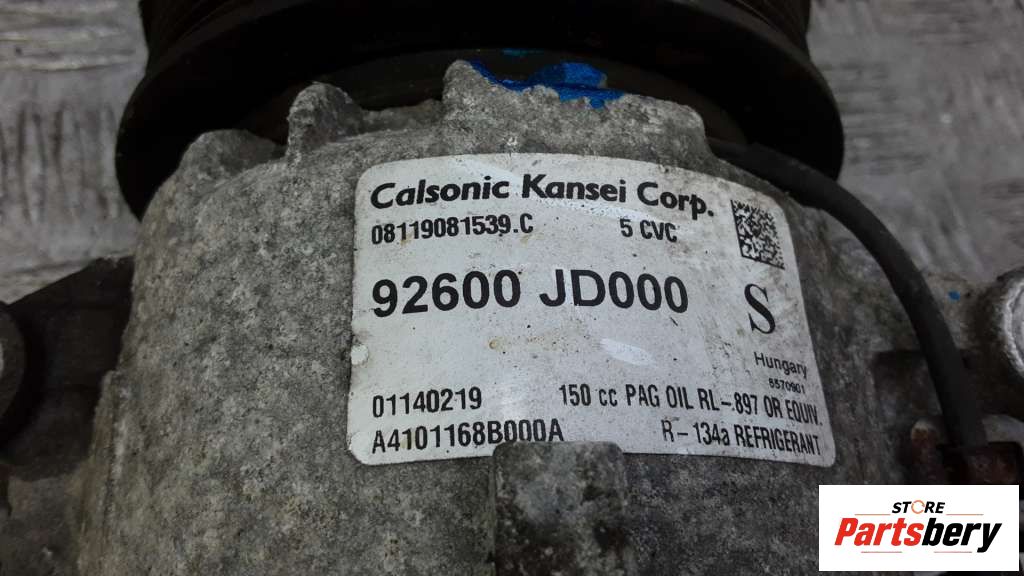 Calsonic Kansei Corp.
08119081539.C 5 CVC
92600 JD000 S
Hungary
8570901
01140219 150 cc PAG OIL RL-897 OR EQUIV.
A4101168B000A R-134a REFRIGERANT
STORE
Partsbery